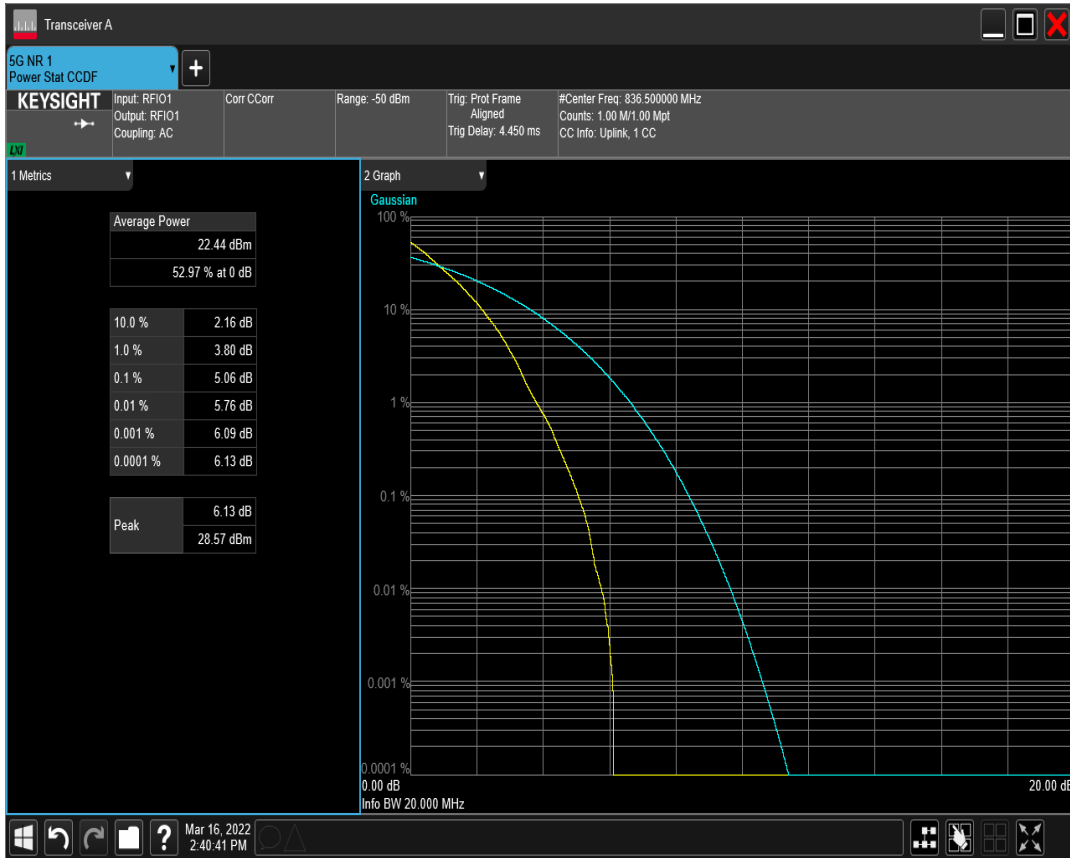 Transceiver A
5G NR 1
Power Stat CCDF
+
KEYSIGHT
LXI
Input: RFIO1
Output: RFIO1
Coupling: AC
Corr CCorr
Range: -50 dBm
Trig: Prot Frame
Aligned
Trig Delay: 4.450 ms
#Center Freq: 836.500000 MHz
Counts: 1.00 M/1.00 Mpt
CC Info: Uplink, 1 CC
1 Metrics
Average Power
22.44 dBm
52.97 % at 0 dB
10.0 % 2.16 dB
1.0 % 3.80 dB
0.1 % 5.06 dB
0.01 % 5.76 dB
0.001 % 6.09 dB
0.0001 % 6.13 dB
Peak
6.13 dB
28.57 dBm
2 Graph
Gaussian
100 %
10 %
1 %
0.1 %
0.01 %
0.001 %
0.0001 %
0.00 dB 20.00 dB
Info BW 20.000 MHz
?
Mar 16, 2022
2:40:41 PM